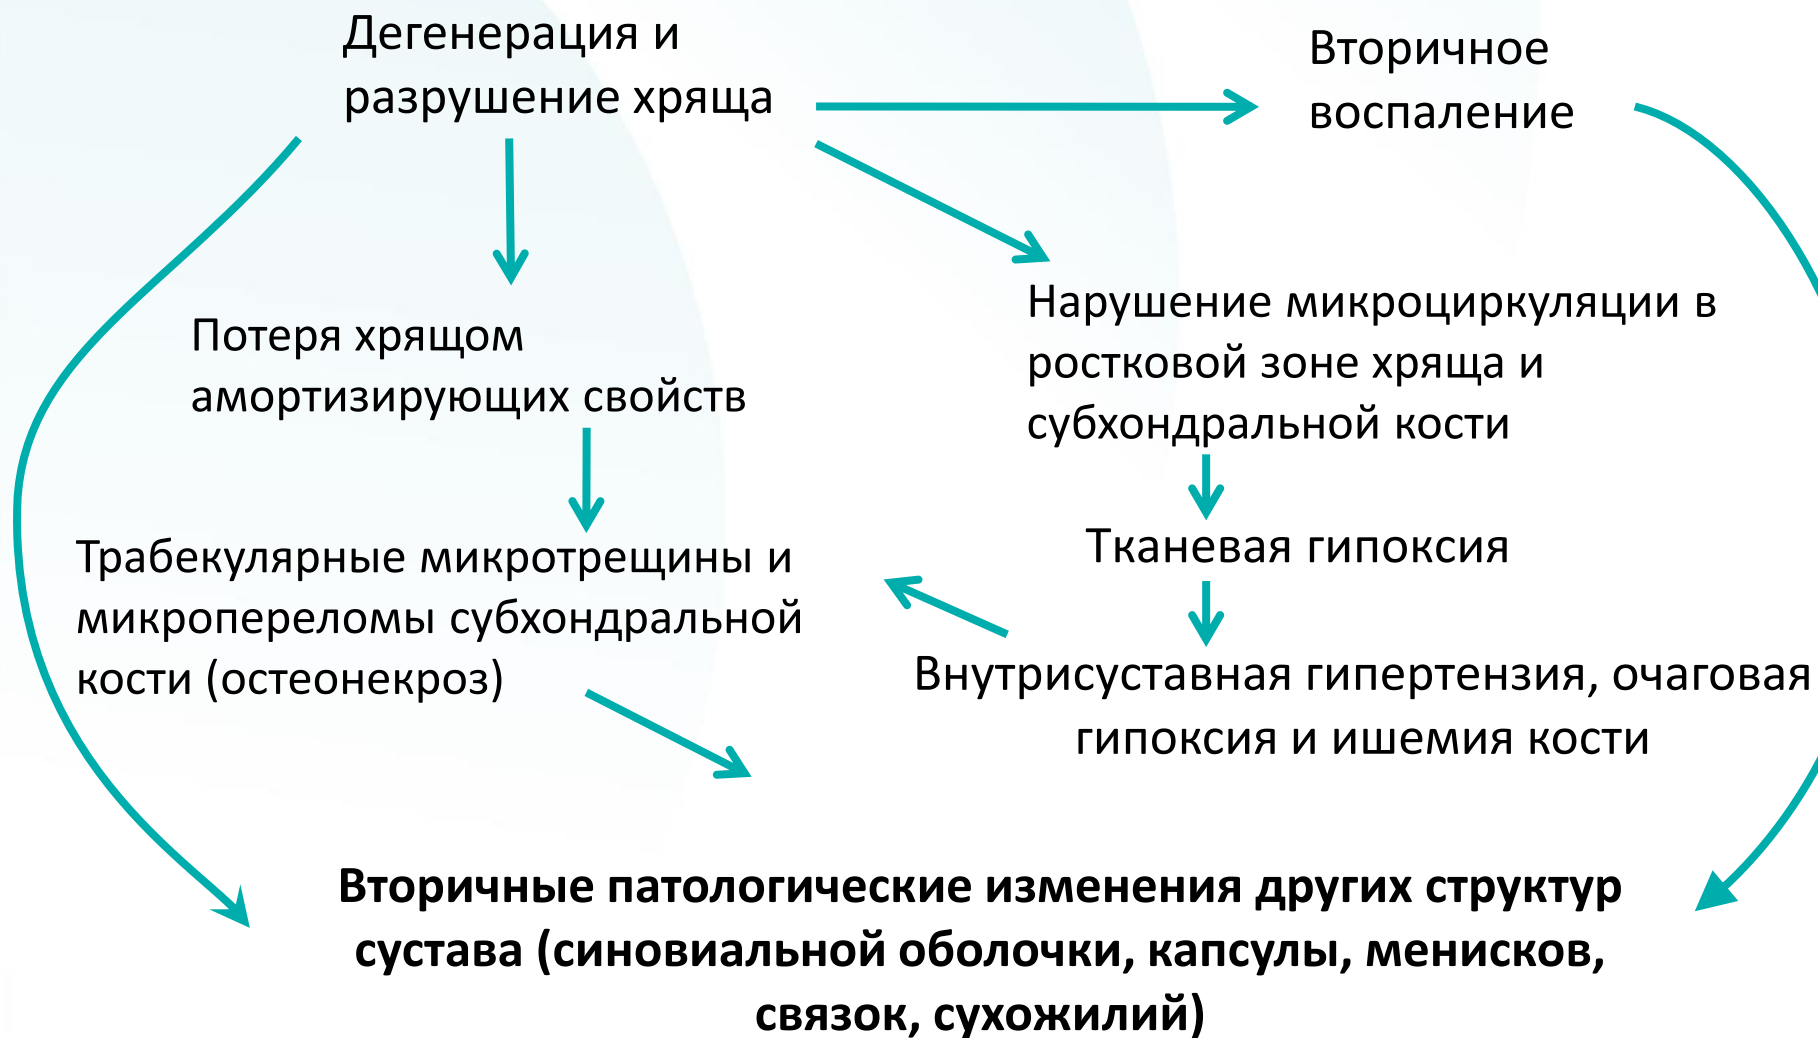 Дегенерация и
разрушение хряща
Вторичное
воспаление
Потеря хрящом
амортизирующих свойств
Нарушение микроциркуляции в
ростковой зоне хряща и
субхондральной кости
Трабекулярные микротрещины и
микропереломы субхондральной
кости (остеонекроз)
Тканевая гипоксия
Внутрисуставная гипертензия, очаговая
гипоксия и ишемия кости
Вторичные патологические изменения других структур
сустава (синовиальной оболочки, капсулы, менисков,
связок, сухожилий)